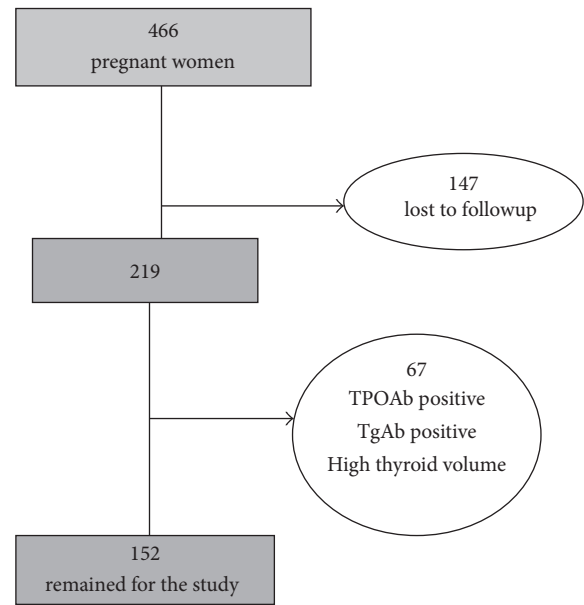 466
pregnant women
147
lost to followup
219
67
TPOAb positive
TgAb positive
High thyroid volume
152
remained for the study